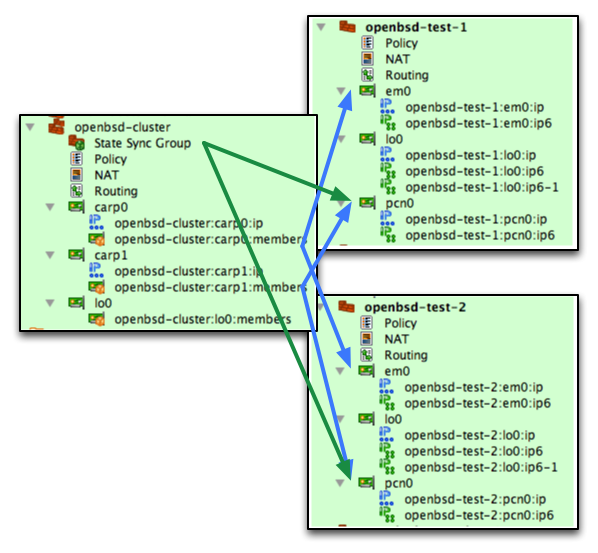 openbsd-test-1
Policy
NAT
Routing
em0
openbsd-test-1:em0:ip
openbsd-test-1:em0:ip6
lo0
openbsd-test-1:lo0:ip
openbsd-test-1:lo0:ip6
openbsd-test-1:lo0:ip6-1
pcn0
openbsd-test-1:pcn0:ip
openbsd-test-1:pcn0:ip6
openbsd-cluster
State Sync Group
Policy
NAT
Routing
carp0
openbsd-cluster:carp0:ip
openbsd-cluster:carp0:members
carp1
openbsd-cluster:carp1:ip
openbsd-cluster:carp1:members
lo0
openbsd-cluster:lo0:members
openbsd-test-2
Policy
NAT
Routing
em0
openbsd-test-2:em0:ip
openbsd-test-2:em0:ip6
lo0
openbsd-test-2:lo0:ip
openbsd-test-2:lo0:ip6
openbsd-test-2:lo0:ip6-1
pcn0
openbsd-test-2:pcn0:ip
openbsd-test-2:pcn0:ip6